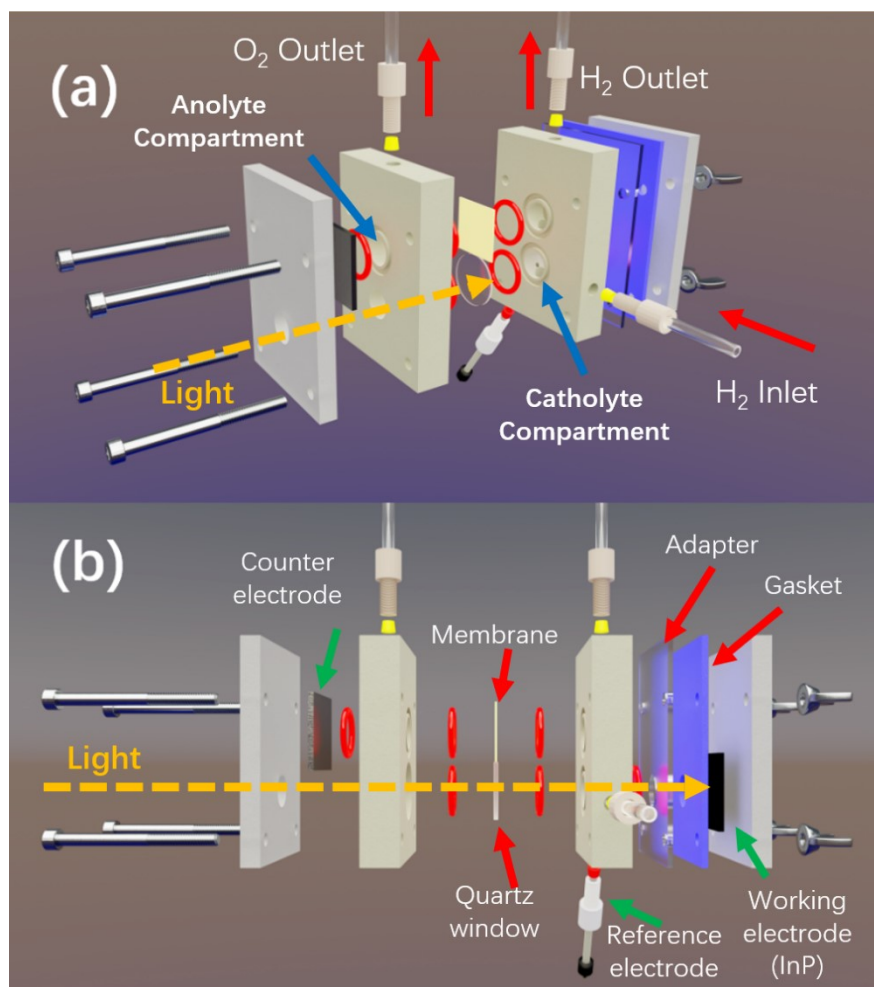 (a)
O₂ Outlet
H₂ Outlet
Anolyte
Compartment
Light
H₂ Inlet
Catholyte
Compartment
(b)
Counter
electrode
Adapter
Gasket
Membrane
Light
Quartz
window
Reference
electrode
Working
electrode
(InP)